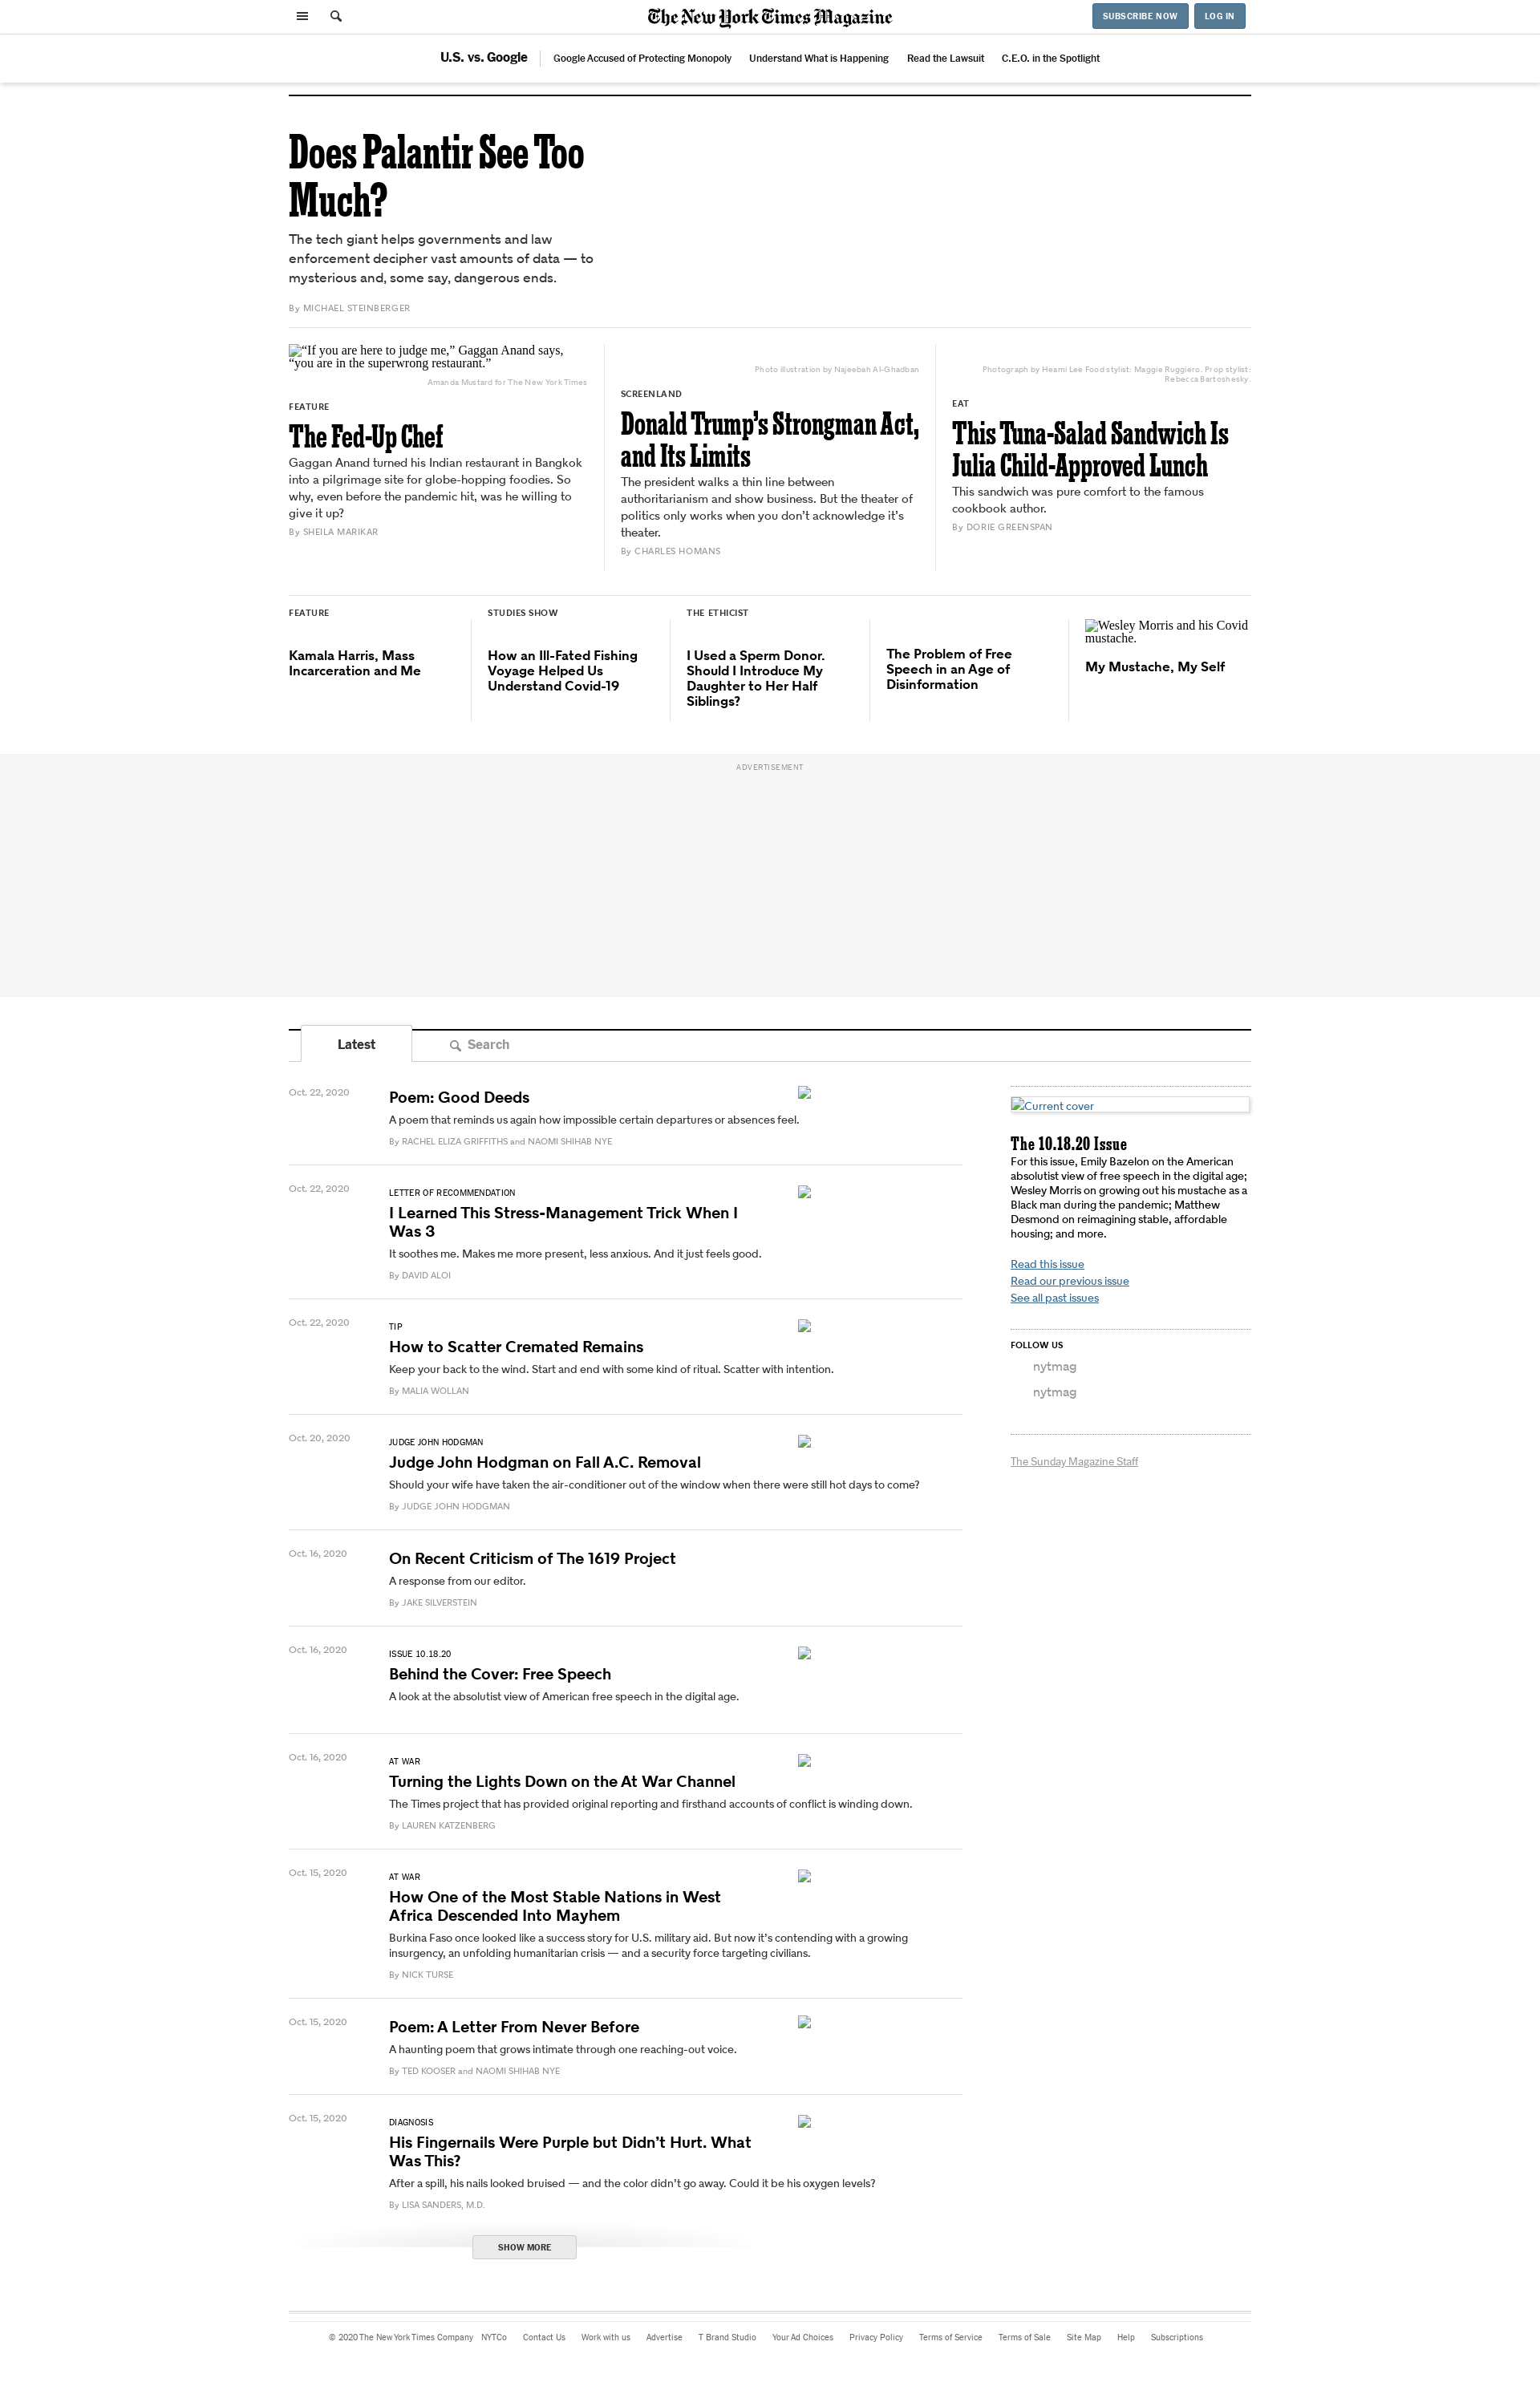 The New York Times Magazine
SUBSCRIBE NOW
LOG IN
U.S. vs. Google
Google Accused of Protecting Monopoly
Understand What is Happening
Read the Lawsuit
C.E.O. in the Spotlight
Does Palantir See Too
Much?
The tech giant helps governments and law
enforcement decipher vast amounts of data — to
mysterious and, some say, dangerous ends.
By MICHAEL STEINBERGER
“If you are here to judge me,” Gaggan Anand says,
“you are in the superwrong restaurant.”
Amanda Mustard for The New York Times
FEATURE
The Fed-Up Chef
Gaggan Anand turned his Indian restaurant in Bangkok
into a pilgrimage site for globe-hopping foodies. So
why, even before the pandemic hit, was he willing to
give it up?
By SHEILA MARIKAR
Photo illustration by Najeebah Al-Ghadban
SCREENLAND
Donald Trump’s Strongman Act,
and Its Limits
The president walks a thin line between
authoritarianism and show business. But the theater of
politics only works when you don’t acknowledge it’s
theater.
By CHARLES HOMANS
Photograph by Heami Lee Food stylist: Maggie Ruggiero. Prop stylist:
Rebecca Bartoshesky.
EAT
This Tuna-Salad Sandwich Is
Julia Child-Approved Lunch
This sandwich was pure comfort to the famous
cookbook author.
By DORIE GREENSPAN
FEATURE
Kamala Harris, Mass
Incarceration and Me
STUDIES SHOW
How an Ill-Fated Fishing
Voyage Helped Us
Understand Covid-19
THE ETHICIST
I Used a Sperm Donor.
Should I Introduce My
Daughter to Her Half
Siblings?
The Problem of Free
Speech in an Age of
Disinformation
Wesley Morris and his Covid
mustache.
My Mustache, My Self
ADVERTISEMENT
Latest
Search
Oct. 22, 2020
Poem: Good Deeds
A poem that reminds you again how impossible certain departures or absences feel.
By RACHEL ELIZA GRIFFITHS and NAOMI SHIHAB NYE
Oct. 22, 2020
LETTER OF RECOMMENDATION
I Learned This Stress-Management Trick When I
Was 3
It soothes me. Makes me more present, less anxious. And it just feels good.
By DAVID ALOI
Oct. 22, 2020
TIP
How to Scatter Cremated Remains
Keep your back to the wind. Start and end with some kind of ritual. Scatter with intention.
By MALIA WOLLAN
Oct. 20, 2020
JUDGE JOHN HODGMAN
Judge John Hodgman on Fall A.C. Removal
Should your wife have taken the air-conditioner out of the window when there were still hot days to come?
By JUDGE JOHN HODGMAN
Oct. 16, 2020
On Recent Criticism of The 1619 Project
A response from our editor.
By JAKE SILVERSTEIN
Oct. 16, 2020
ISSUE 10.18.20
Behind the Cover: Free Speech
A look at the absolutist view of American free speech in the digital age.
Oct. 16, 2020
AT WAR
Turning the Lights Down on the At War Channel
The Times project that has provided original reporting and firsthand accounts of conflict is winding down.
By LAUREN KATZENBERG
Oct. 15, 2020
AT WAR
How One of the Most Stable Nations in West
Africa Descended Into Mayhem
Burkina Faso once looked like a success story for U.S. military aid. But now it’s contending with a growing
insurgency, an unfolding humanitarian crisis — and a security force targeting civilians.
By NICK TURSE
Oct. 15, 2020
Poem: A Letter From Never Before
A haunting poem that grows intimate through one reaching-out voice.
By TED KOOSER and NAOMI SHIHAB NYE
Oct. 15, 2020
DIAGNOSIS
His Fingernails Were Purple but Didn’t Hurt. What
Was This?
After a spill, his nails looked bruised — and the color didn’t go away. Could it be his oxygen levels?
By LISA SANDERS, M.D.
SHOW MORE
Current cover
The 10.18.20 Issue
For this issue, Emily Bazelon on the American
absolutist view of free speech in the digital age;
Wesley Morris on growing out his mustache as a
Black man during the pandemic; Matthew
Desmond on reimagining stable, affordable
housing; and more.
Read this issue
Read our previous issue
See all past issues
FOLLOW US
nytmag
nytmag
The Sunday Magazine Staff
© 2020 The New York Times Company
NYTCo
Contact Us
Work with us
Advertise
T Brand Studio
Your Ad Choices
Privacy Policy
Terms of Service
Terms of Sale
Site Map
Help
Subscriptions